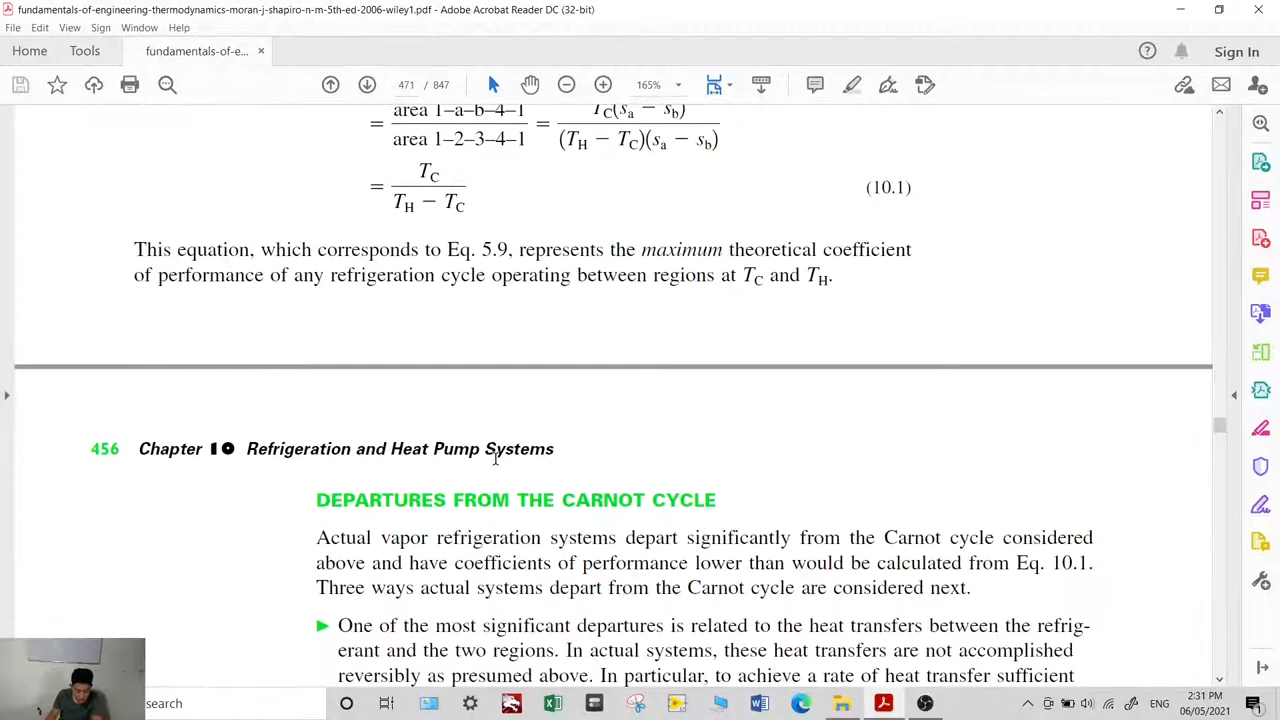 fundamentals-of-engineering-thermodynamics-moran-j-shapiro-n-m-5th-ed-2006-wiley1.pdf - Adobe Acrobat Reader DC (32-bit)
File Edit View Sign Window Help
Home Tools fundamentals-of-e... × Sign In
471 / 847 165%
= area 1–a–b–4–1 / area 1–2–3–4–1 = T_C(s_a − s_b) / (T_H − T_C)(s_a − s_b)
= T_C / T_H − T_C (10.1)
This equation, which corresponds to Eq. 5.9, represents the maximum theoretical coefficient
of performance of any refrigeration cycle operating between regions at T_C and T_H.
456 Chapter 10 Refrigeration and Heat Pump Systems
DEPARTURES FROM THE CARNOT CYCLE
Actual vapor refrigeration systems depart significantly from the Carnot cycle considered
above and have coefficients of performance lower than would be calculated from Eq. 10.1.
Three ways actual systems depart from the Carnot cycle are considered next.
► One of the most significant departures is related to the heat transfers between the refrig-
erant and the two regions. In actual systems, these heat transfers are not accomplished
reversibly as presumed above. In particular, to achieve a rate of heat transfer sufficient
search
ENG
2:31 PM
06/05/2021